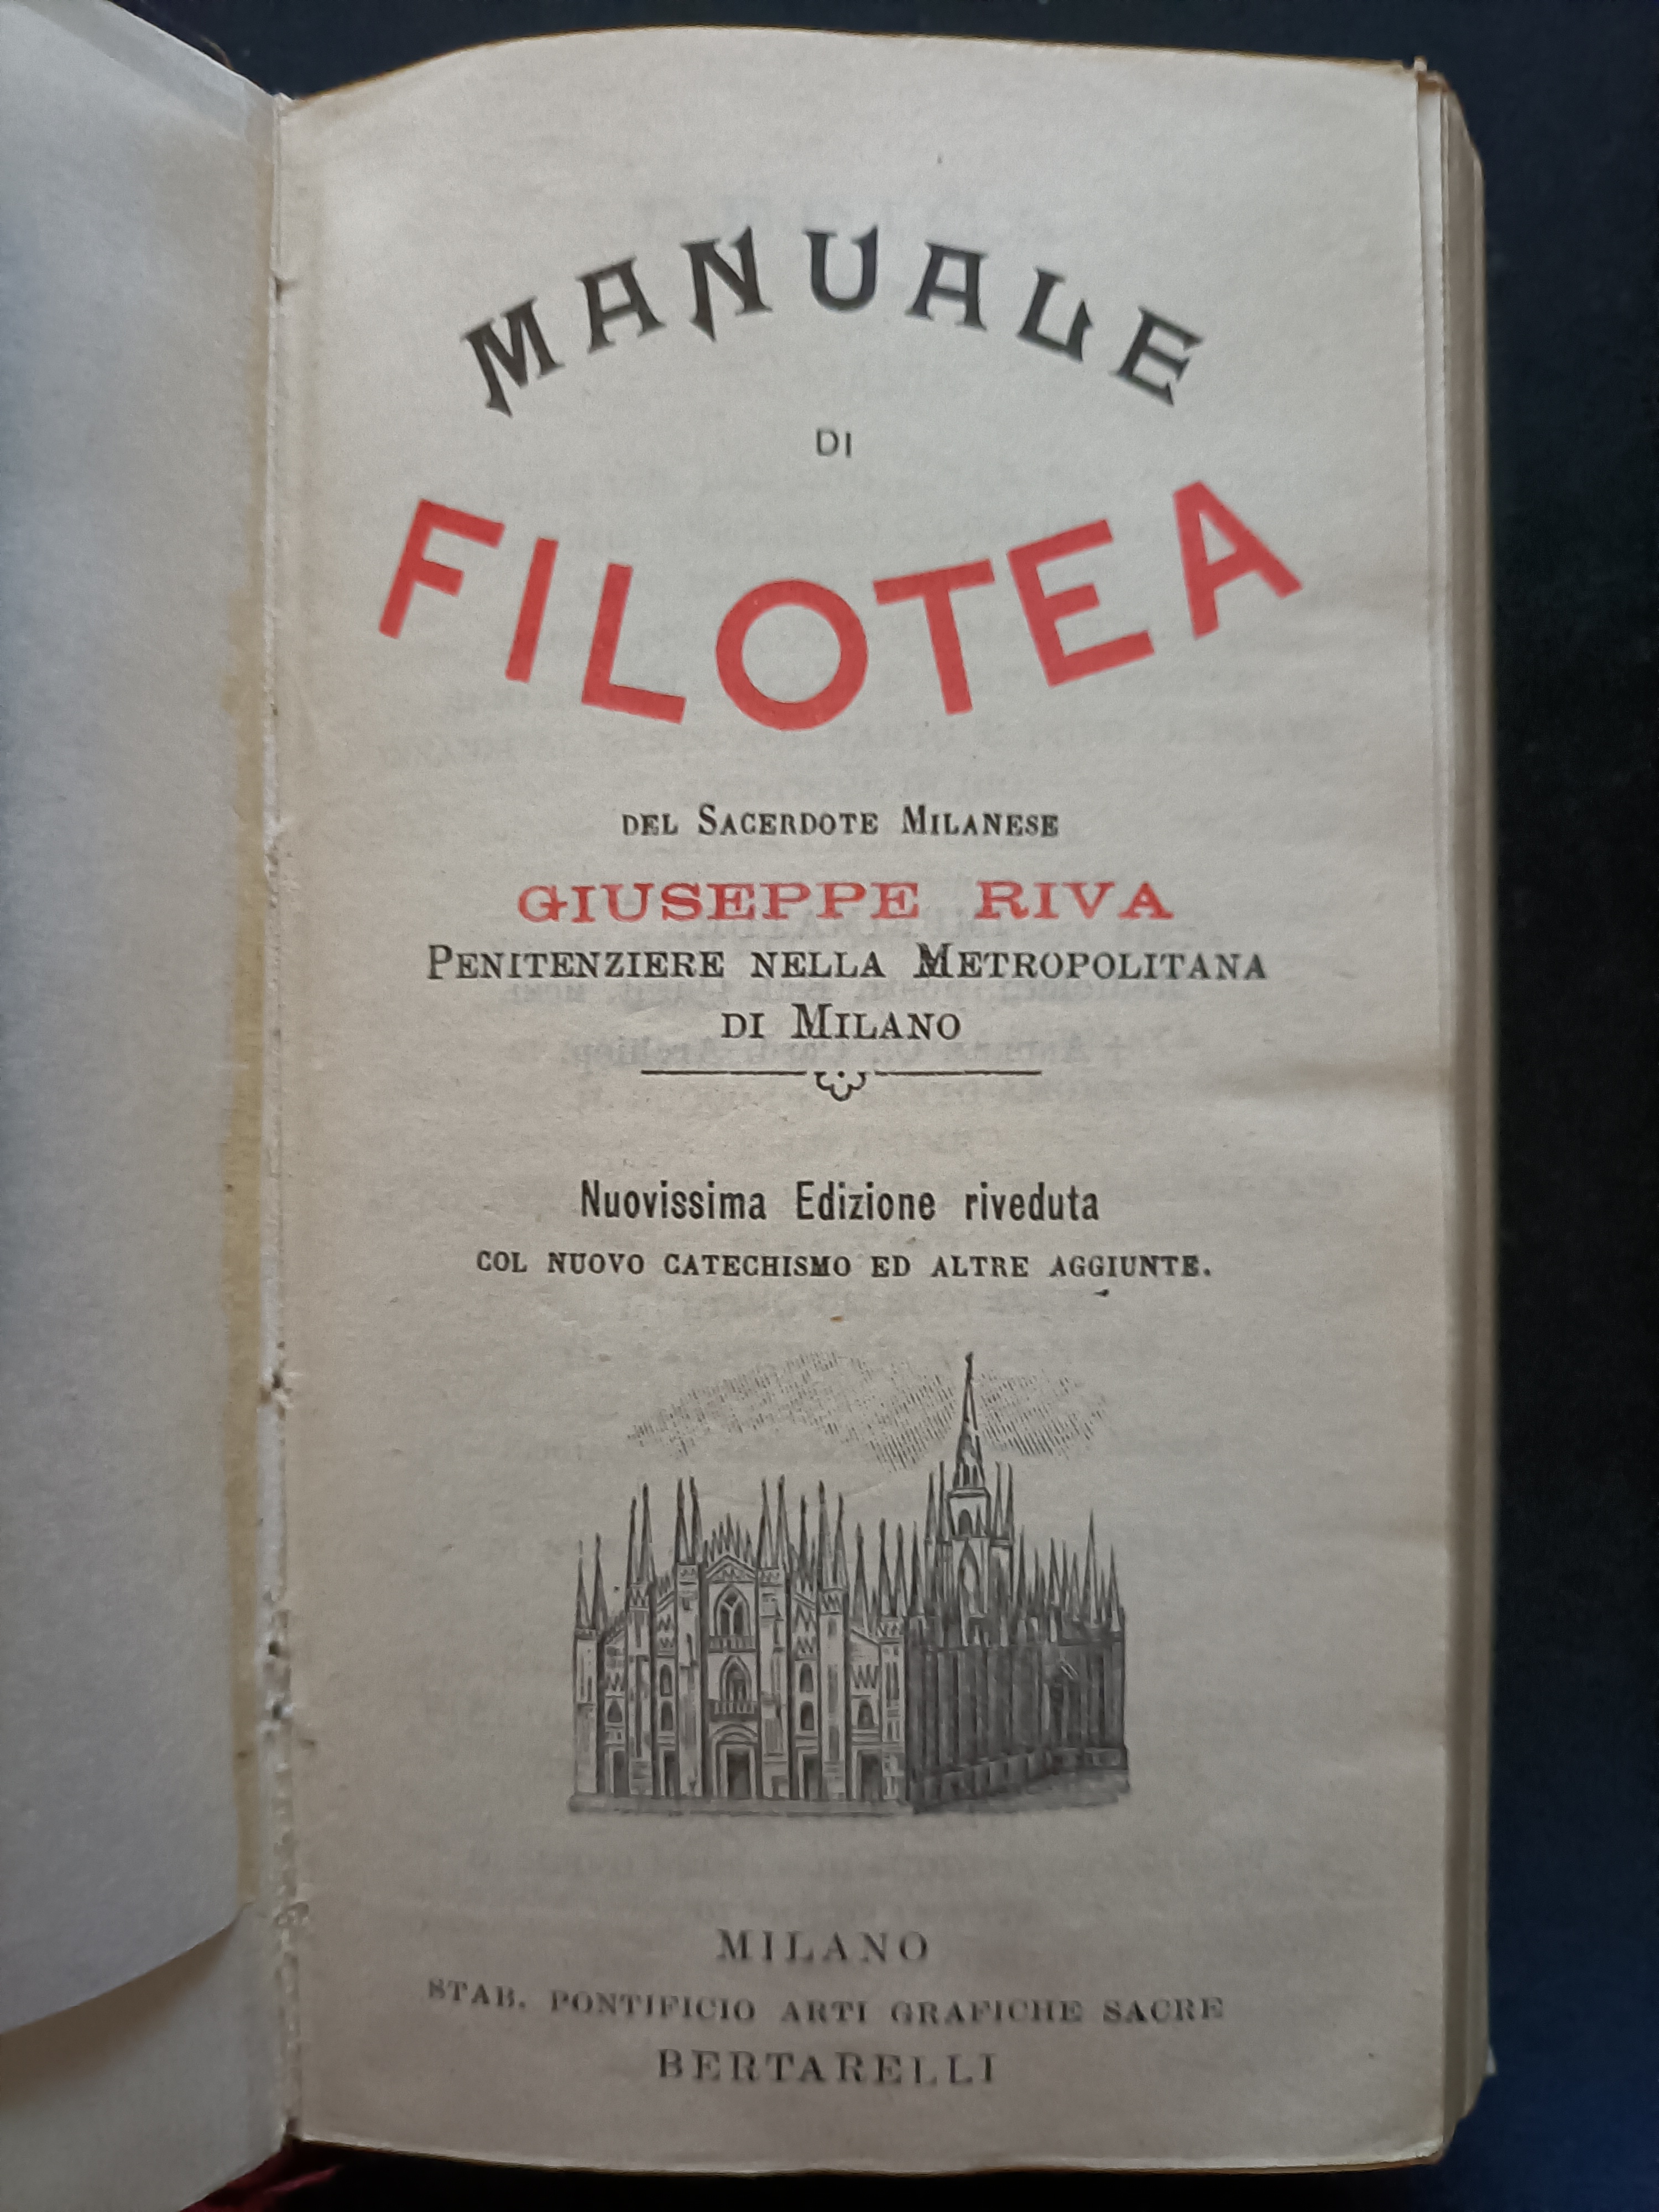 MANUALE
DI
FILOTEA
DEL SACERDOTE MILANESE
GIUSEPPE RIVA
PENITENZIERE NELLA METROPOLITANA
DI MILANO
Nuovissima Edizione riveduta
COL NUOVO CATECHISMO ED ALTRE AGGIUNTE.
MILANO
STAB. PONTIFICIO ARTI GRAFICHE SACRE
BERTARELLI